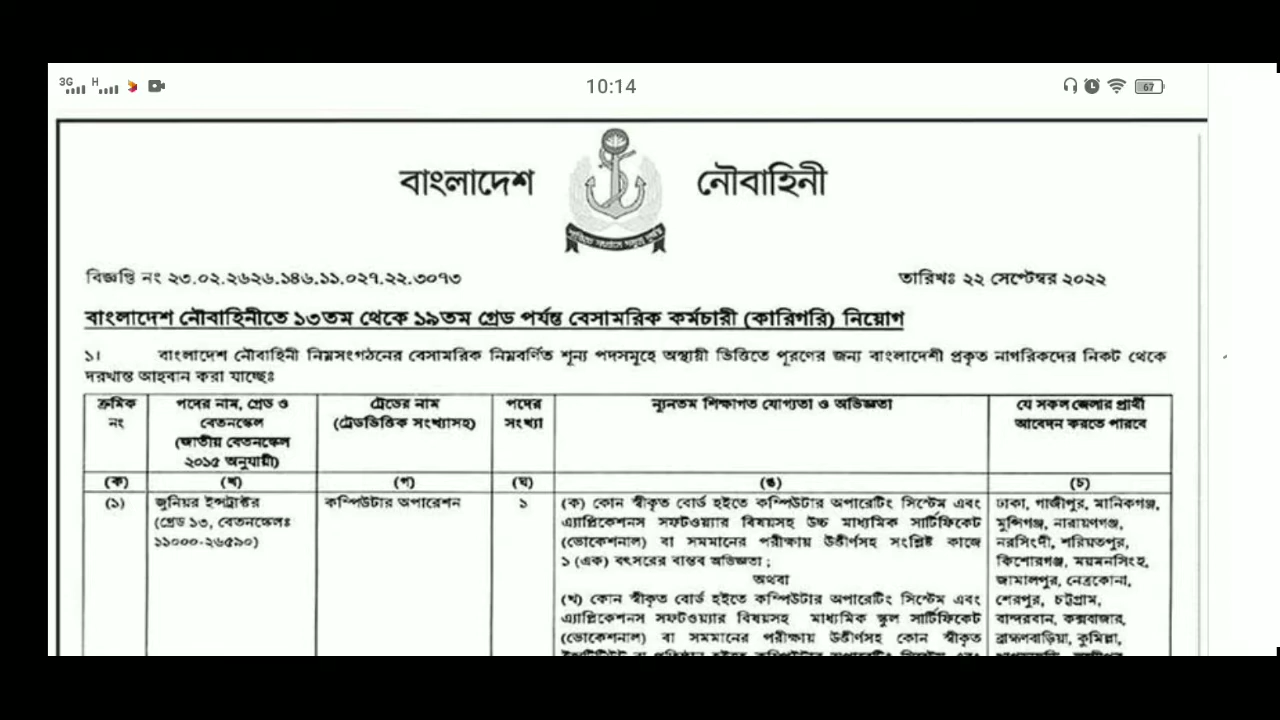 3G H 10:14 67
বাংলাদেশ নৌবাহিনী
বিজ্ঞপ্তি নং ২৩.০২.২৬২৬.১৪৬.১১.০২৭.২২.৩০৭৩ তারিখঃ ২২ সেপ্টেম্বর ২০২২
বাংলাদেশ নৌবাহিনীতে ১৩তম থেকে ১৯তম গ্রেড পর্যন্ত বেসামরিক কর্মচারী (কারিগরি) নিয়োগ
১। বাংলাদেশ নৌবাহিনী নিম্নসংগঠনের বেসামরিক নিম্নবর্ণিত শূন্য পদসমূহে অস্থায়ী ভিত্তিতে পূরণের জন্য বাংলাদেশী প্রকৃত নাগরিকদের নিকট থেকে
দরখাস্ত আহবান করা যাচ্ছেঃ
ক্রমিক
নং
পদের নাম, গ্রেড ও
বেতনস্কেল
(জাতীয় বেতনস্কেল
২০১৫ অনুযায়ী)
ট্রেডের নাম
(ট্রেডভিত্তিক সংখ্যাসহ)
পদের
সংখ্যা
ন্যূনতম শিক্ষাগত যোগ্যতা ও অভিজ্ঞতা
যে সকল জেলার প্রার্থী
আবেদন করতে পারবে
(ক) (খ) (গ) (ঘ) (ঙ) (চ)
(১)
জুনিয়র ইন্সট্রাক্টর
(গ্রেড ১৩, বেতনস্কেলঃ
১১০০০-২৬৫৯০)
কম্পিউটার অপারেশন
১
(ক) কোন স্বীকৃত বোর্ড হইতে কম্পিউটার অপারেটিং সিস্টেম এবং
এ্যাপ্লিকেশনস সফটওয়্যার বিষয়সহ উচ্চ মাধ্যমিক সার্টিফিকেট
(ভোকেশনাল) বা সমমানের পরীক্ষায় উত্তীর্ণসহ সংশ্লিষ্ট কাজে
১ (এক) বৎসরের বাস্তব অভিজ্ঞতা ;
অথবা
(খ) কোন স্বীকৃত বোর্ড হইতে কম্পিউটার অপারেটিং সিস্টেম এবং
এ্যাপ্লিকেশনস সফটওয়্যার বিষয়সহ মাধ্যমিক স্কুল সার্টিফিকেট
(ভোকেশনাল) বা সমমানের পরীক্ষায় উত্তীর্ণসহ কোন স্বীকৃত
ঢাকা, গাজীপুর, মানিকগঞ্জ,
মুন্সিগঞ্জ, নারায়ণগঞ্জ,
নরসিংদী, শরিয়তপুর,
কিশোরগঞ্জ, ময়মনসিংহ,
জামালপুর, নেত্রকোনা,
শেরপুর, চট্টগ্রাম,
বান্দরবান, কক্সবাজার,
ব্রাহ্মণবাড়িয়া, কুমিল্লা,